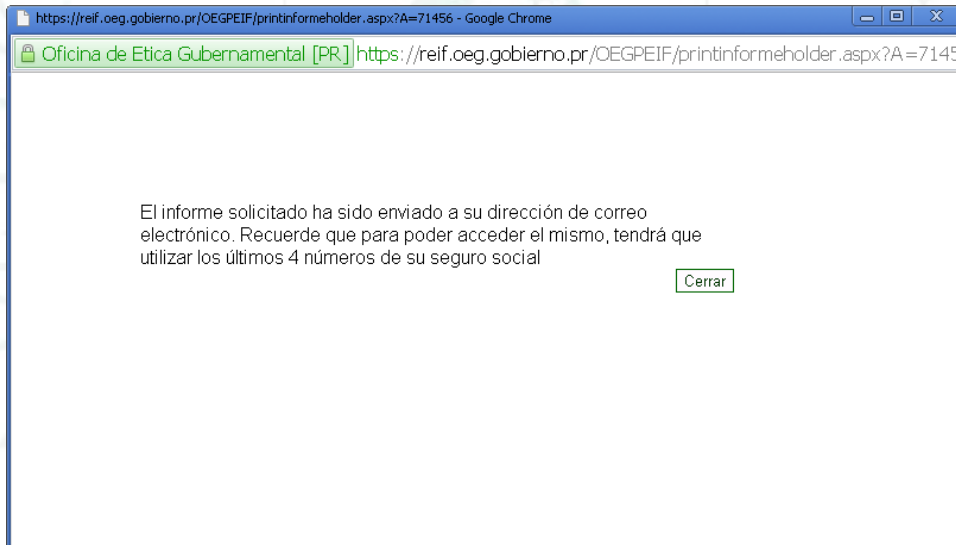 https://reif.oeg.gobierno.pr/OEGPEIF/printinformeholder.aspx?A=71456 - Google Chrome
Oficina de Etica Gubernamental [PR] https://reif.oeg.gobierno.pr/OEGPEIF/printinformeholder.aspx?A=7145
El informe solicitado ha sido enviado a su dirección de correo
electrónico. Recuerde que para poder acceder el mismo, tendrá que
utilizar los últimos 4 números de su seguro social
Cerrar